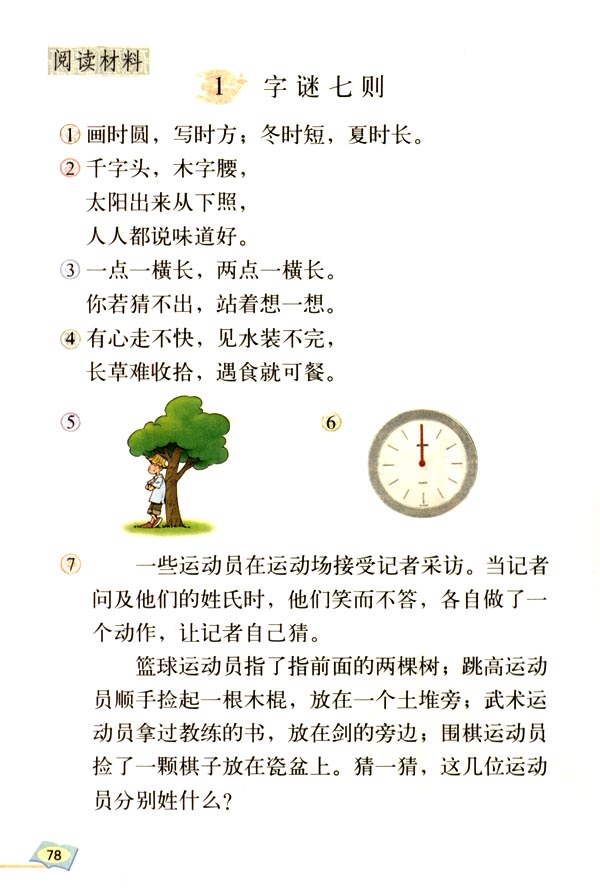 阅读材料
1 字谜七则
① 画时圆，写时方；冬时短，夏时长。
② 千字头，木字腰，
太阳出来从下照，
人人都说味道好。
③ 一点一横长，两点一横长。
你若猜不出，站着想一想。
④ 有心走不快，见水装不完，
长草难收拾，遇食就可餐。
⑤ ⑥
⑦ 一些运动员在运动场接受记者采访。当记者
问及他们的姓氏时，他们笑而不答，各自做了一
个动作，让记者自己猜。
篮球运动员指了指前面的两棵树；跳高运动
员顺手捡起一根木棍，放在一个土堆旁；武术运
动员拿过教练的书，放在剑的旁边；围棋运动员
捡了一颗棋子放在瓷盆上。猜一猜，这几位运动
员分别姓什么？
78